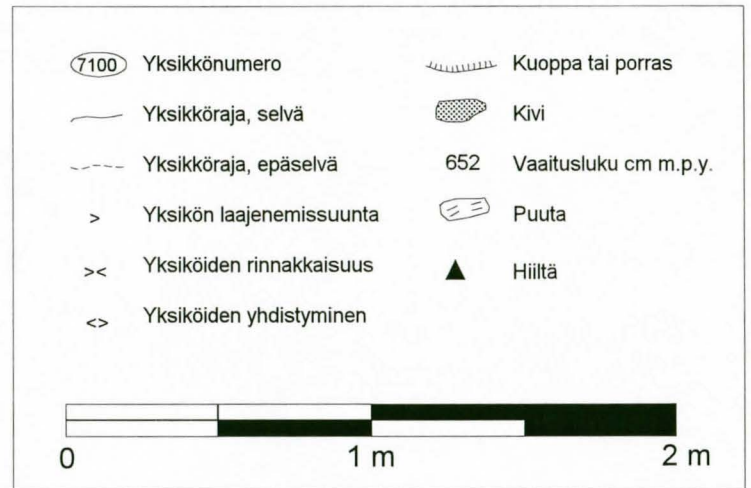 7100 Yksikkönumero
Yksikköraja, selvä
Yksikköraja, epäselvä
> Yksikön laajenemissuunta
>< Yksiköiden rinnakkaisuus
<> Yksiköiden yhdistyminen
Kuoppa tai porras
Kivi
652 Vaaitusluku cm m.p.y.
Puuta
Hiiltä
0 1 m 2 m